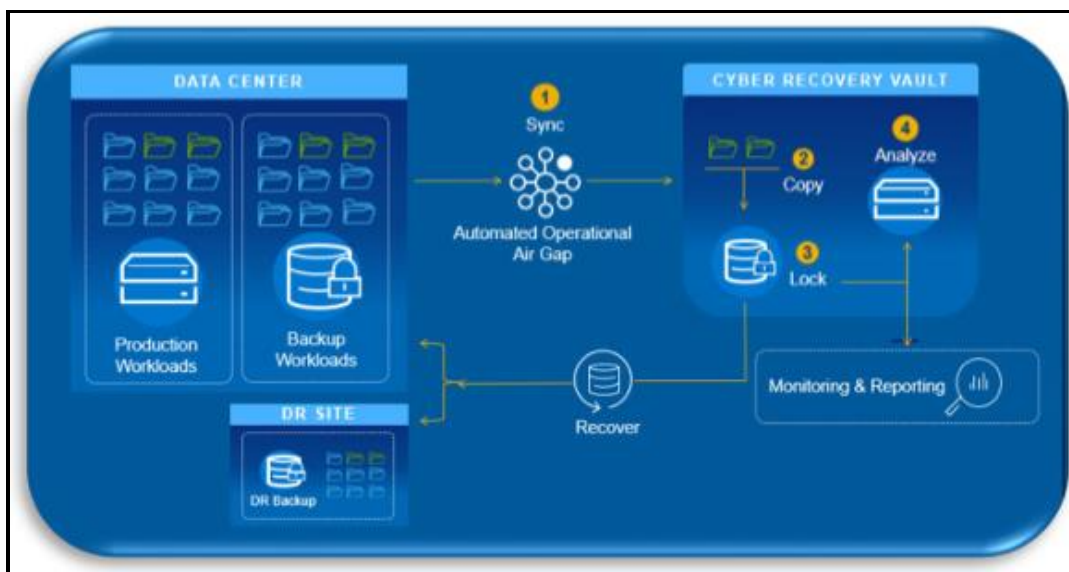 DATA CENTER
Production
Workloads
Backup
Workloads
1
Sync
Automated Operational
Air Gap
CYBER RECOVERY VAULT
2
Copy
3
Lock
4
Analyze
Monitoring & Reporting
Recover
DR SITE
DR Backup